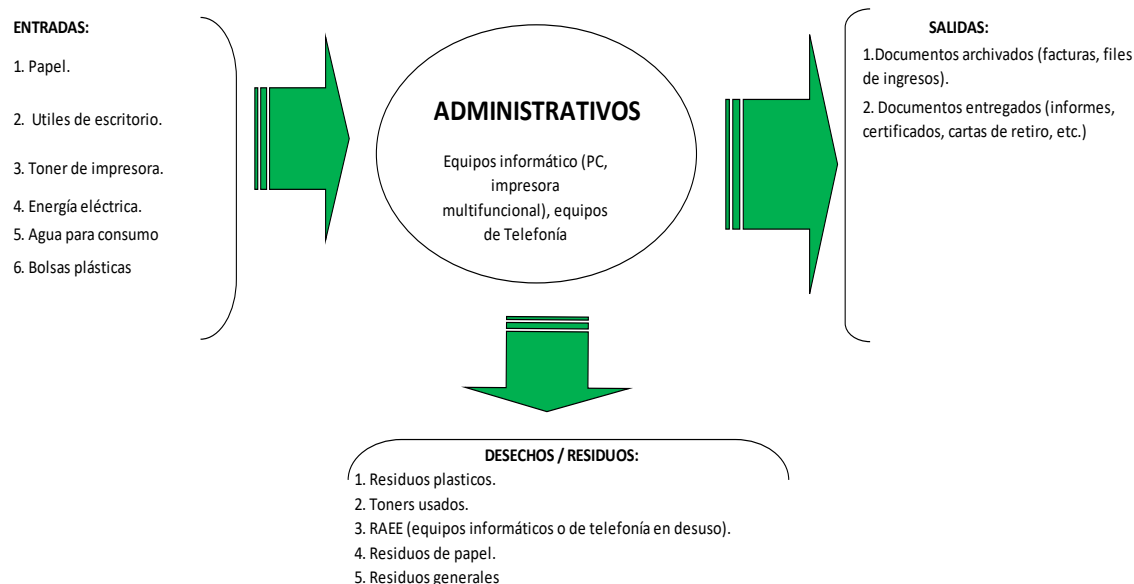 ENTRADAS:
1. Papel.
2. Utiles de escritorio.
3. Toner de impresora.
4. Energía eléctrica.
5. Agua para consumo
6. Bolsas plásticas
ADMINISTRATIVOS
Equipos informático (PC,
impresora
multifuncional), equipos
de Telefonía
SALIDAS:
1.Documentos archivados (facturas, files
de ingresos).
2. Documentos entregados (informes,
certificados, cartas de retiro, etc.)
DESECHOS / RESIDUOS:
1. Residuos plasticos.
2. Toners usados.
3. RAEE (equipos informáticos o de telefonía en desuso).
4. Residuos de papel.
5. Residuos generales